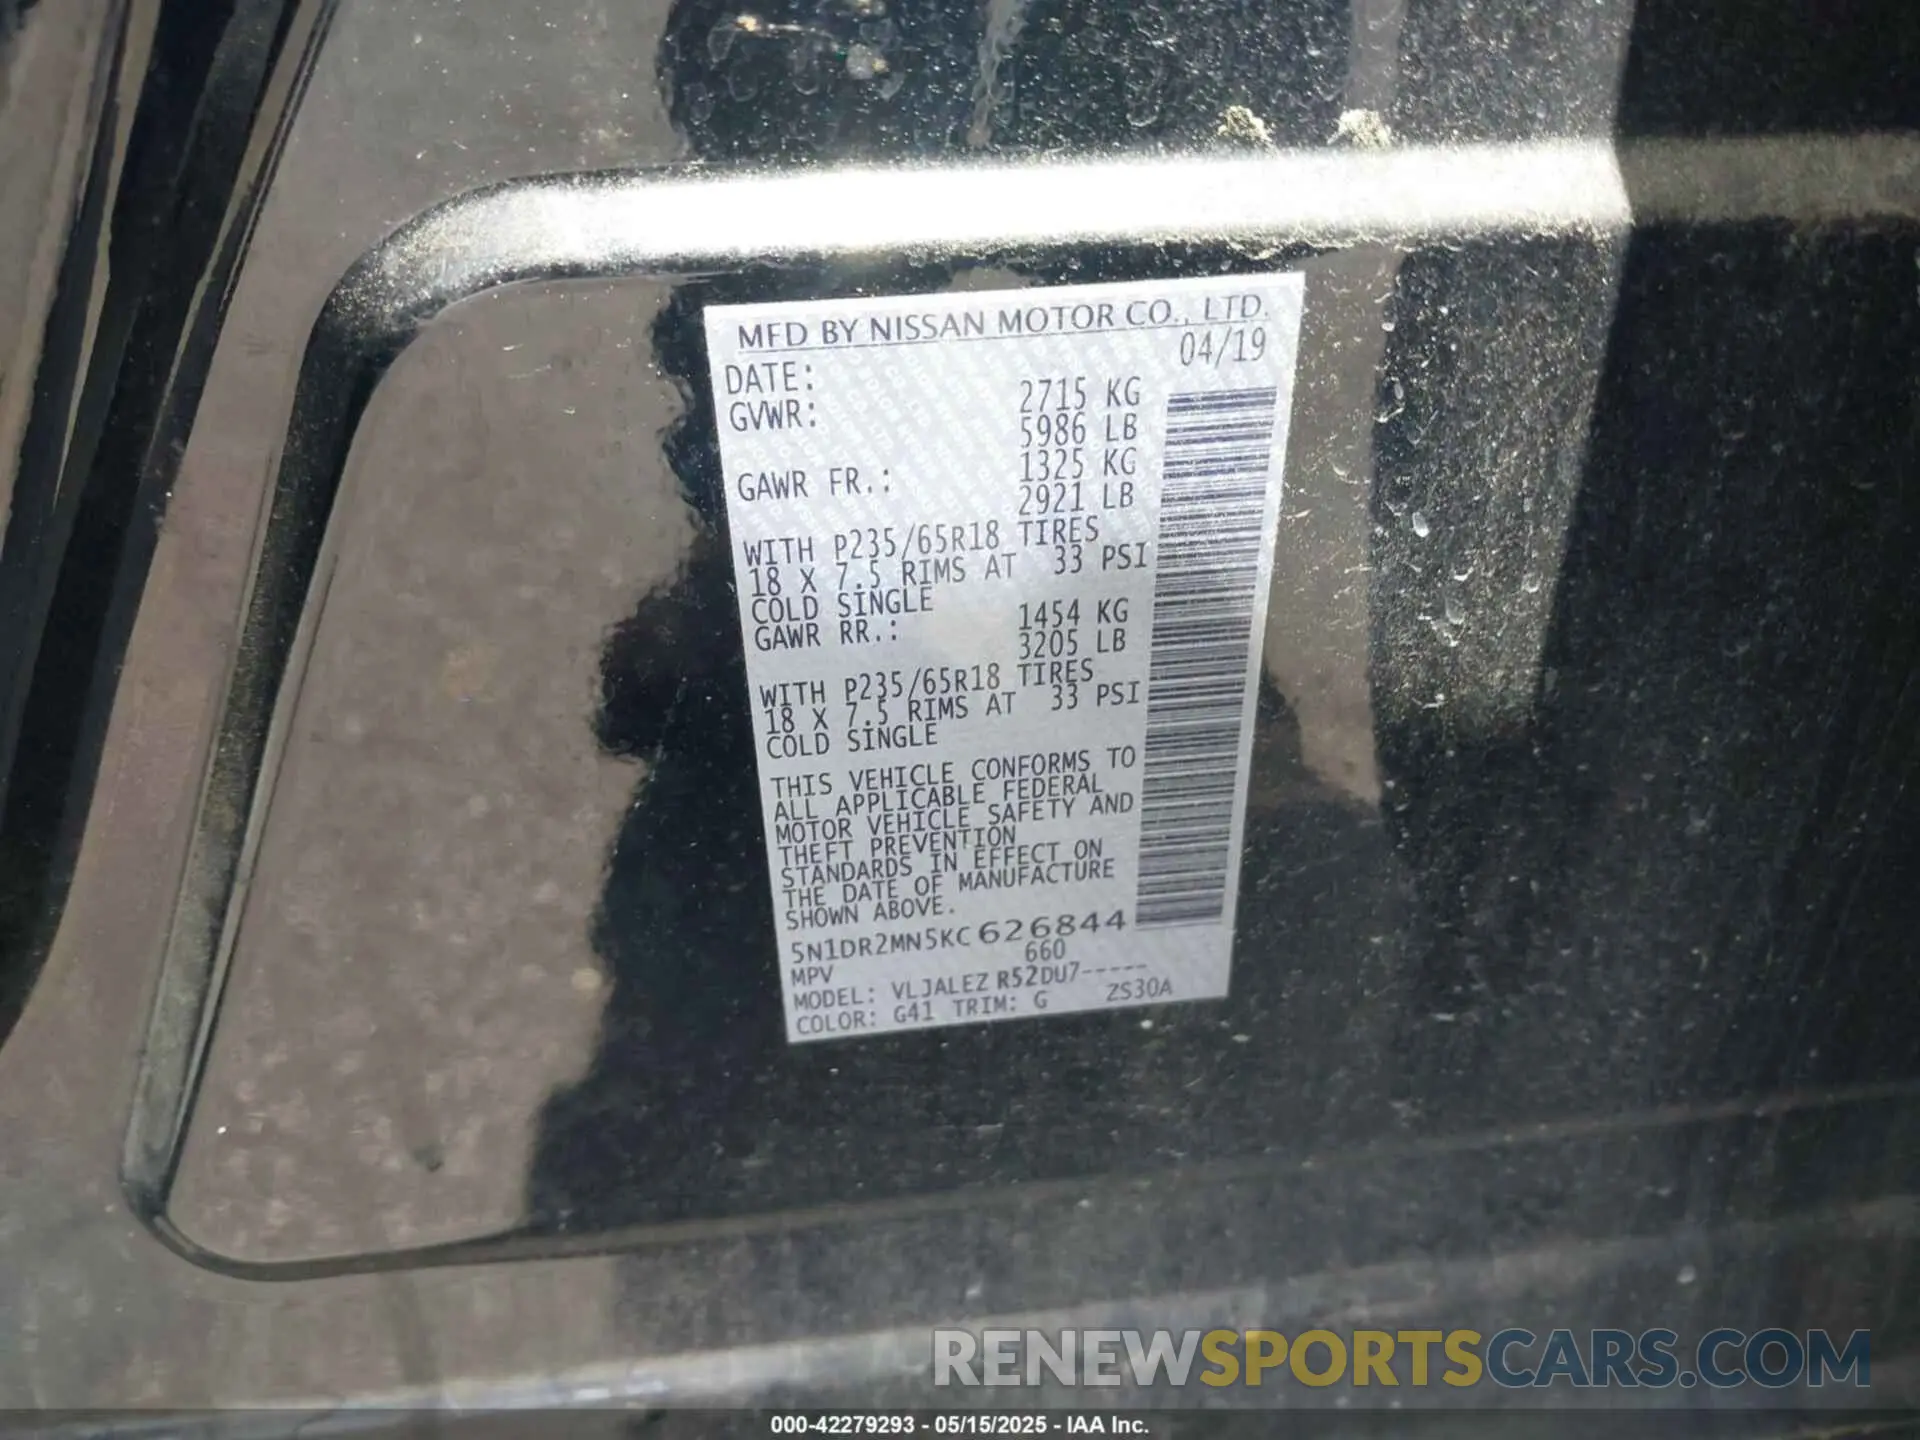 MFD BY NISSAN MOTOR CO., LTD.
DATE: 04/19
GVWR: 2715 KG
5986 LB
GAWR FR.: 1325 KG
2921 LB
WITH P235/65R18 TIRES
18 X 7.5 RIMS AT 33 PSI
COLD SINGLE
GAWR RR.: 1454 KG
3205 LB
WITH P235/65R18 TIRES
18 X 7.5 RIMS AT 33 PSI
COLD SINGLE
THIS VEHICLE CONFORMS TO
ALL APPLICABLE FEDERAL
MOTOR VEHICLE SAFETY AND
THEFT PREVENTION
STANDARDS IN EFFECT ON
THE DATE OF MANUFACTURE
SHOWN ABOVE.
5N1DR2MN5KC626844
MPV 660
MODEL: VLJALEZ R52DU7-----
COLOR: G41 TRIM: G 2S30A
RENEWSPORTSCARS.COM
000-42279293 - 05/15/2025 - IAA Inc.